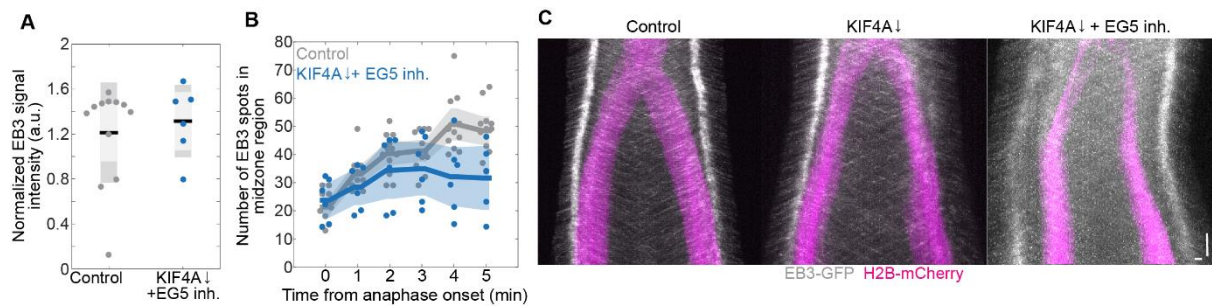 A
Normalized EB3 signal
intensity (a.u.)
2
1.6
1.2
0.8
0.4
0
Control
KIF4A↓
+EG5 inh.
B
Control
KIF4A↓+ EG5 inh.
Number of EB3 spots in
midzone region
80
70
60
50
40
30
20
10
0
0 1 2 3 4 5
Time from anaphase onset (min)
C
Control
KIF4A↓
KIF4A↓ + EG5 inh.
EB3-GFP H2B-mCherry